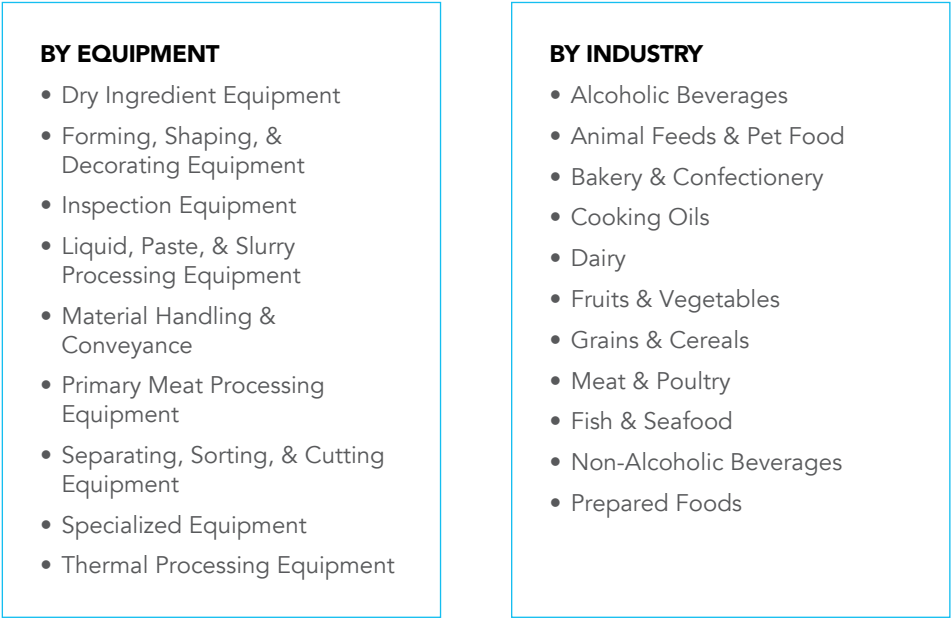 BY EQUIPMENT
• Dry Ingredient Equipment
• Forming, Shaping, &
Decorating Equipment
• Inspection Equipment
• Liquid, Paste, & Slurry
Processing Equipment
• Material Handling &
Conveyance
• Primary Meat Processing
Equipment
• Separating, Sorting, & Cutting
Equipment
• Specialized Equipment
• Thermal Processing Equipment
BY INDUSTRY
• Alcoholic Beverages
• Animal Feeds & Pet Food
• Bakery & Confectionery
• Cooking Oils
• Dairy
• Fruits & Vegetables
• Grains & Cereals
• Meat & Poultry
• Fish & Seafood
• Non-Alcoholic Beverages
• Prepared Foods